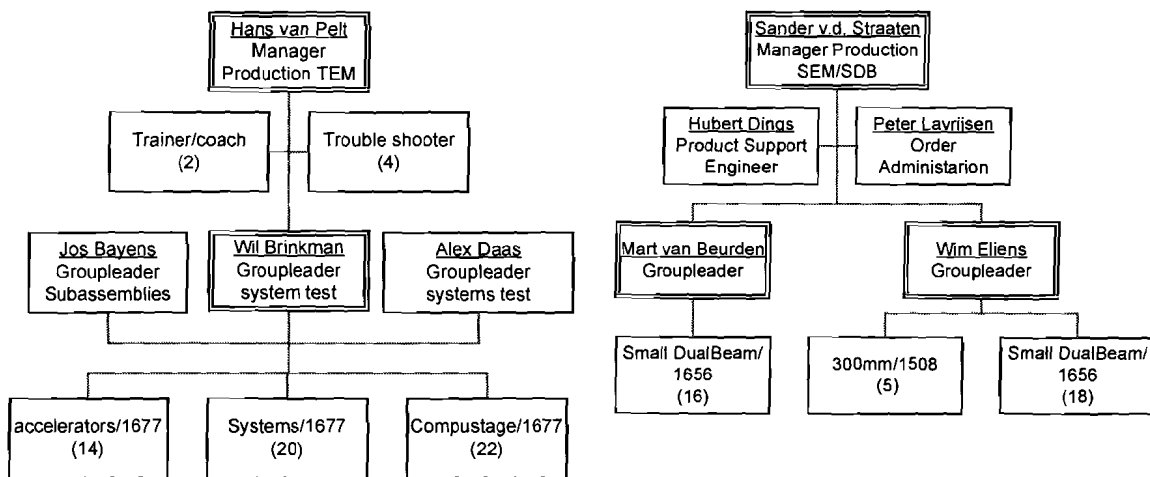 Hans van Pelt
Manager
Production TEM
Trainer/coach
(2)
Trouble shooter
(4)
Jos Bayens
Groupleader
Subassemblies
Wil Brinkman
Groupleader
system test
Alex Daas
Groupleader
systems test
accelerators/1677
(14)
Systems/1677
(20)
Compustage/1677
(22)
Sander v.d. Straaten
Manager Production
SEM/SDB
Hubert Dings
Product Support
Engineer
Peter Lavrijsen
Order
Administarion
Mart van Beurden
Groupleader
Wim Eliens
Groupleader
Small DualBeam/
1656
(16)
300mm/1508
(5)
Small DualBeam/
1656
(18)